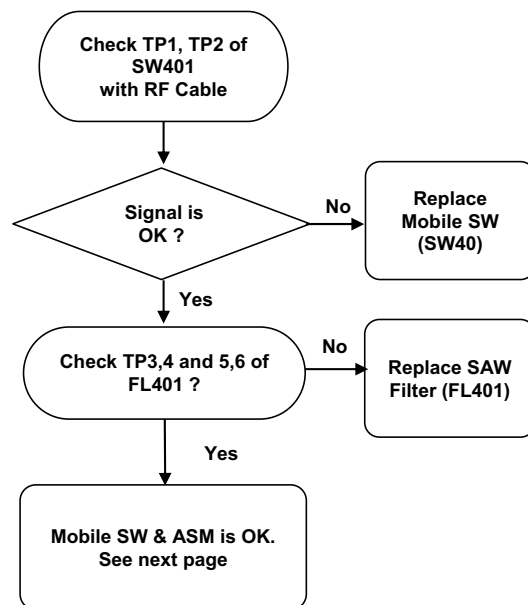 Check TP1, TP2 of
SW401
with RF Cable
Signal is
OK ?
No
Replace
Mobile SW
(SW40)
Yes
Check TP3,4 and 5,6 of
FL401 ?
No
Replace SAW
Filter (FL401)
Yes
Mobile SW & ASM is OK.
See next page